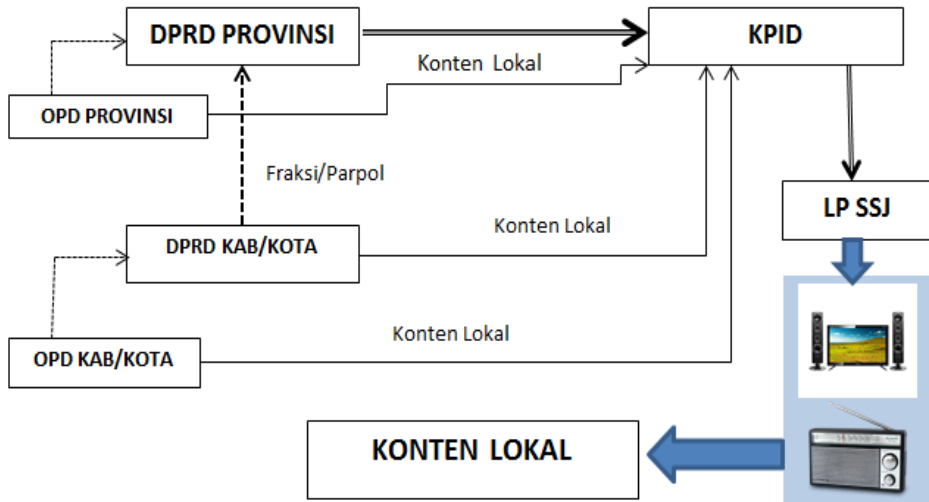 DPRD PROVINSI
KPID
Konten Lokal
OPD PROVINSI
Fraksi/Parpol
LP SSJ
Konten Lokal
DPRD KAB/KOTA
Konten Lokal
OPD KAB/KOTA
KONTEN LOKAL